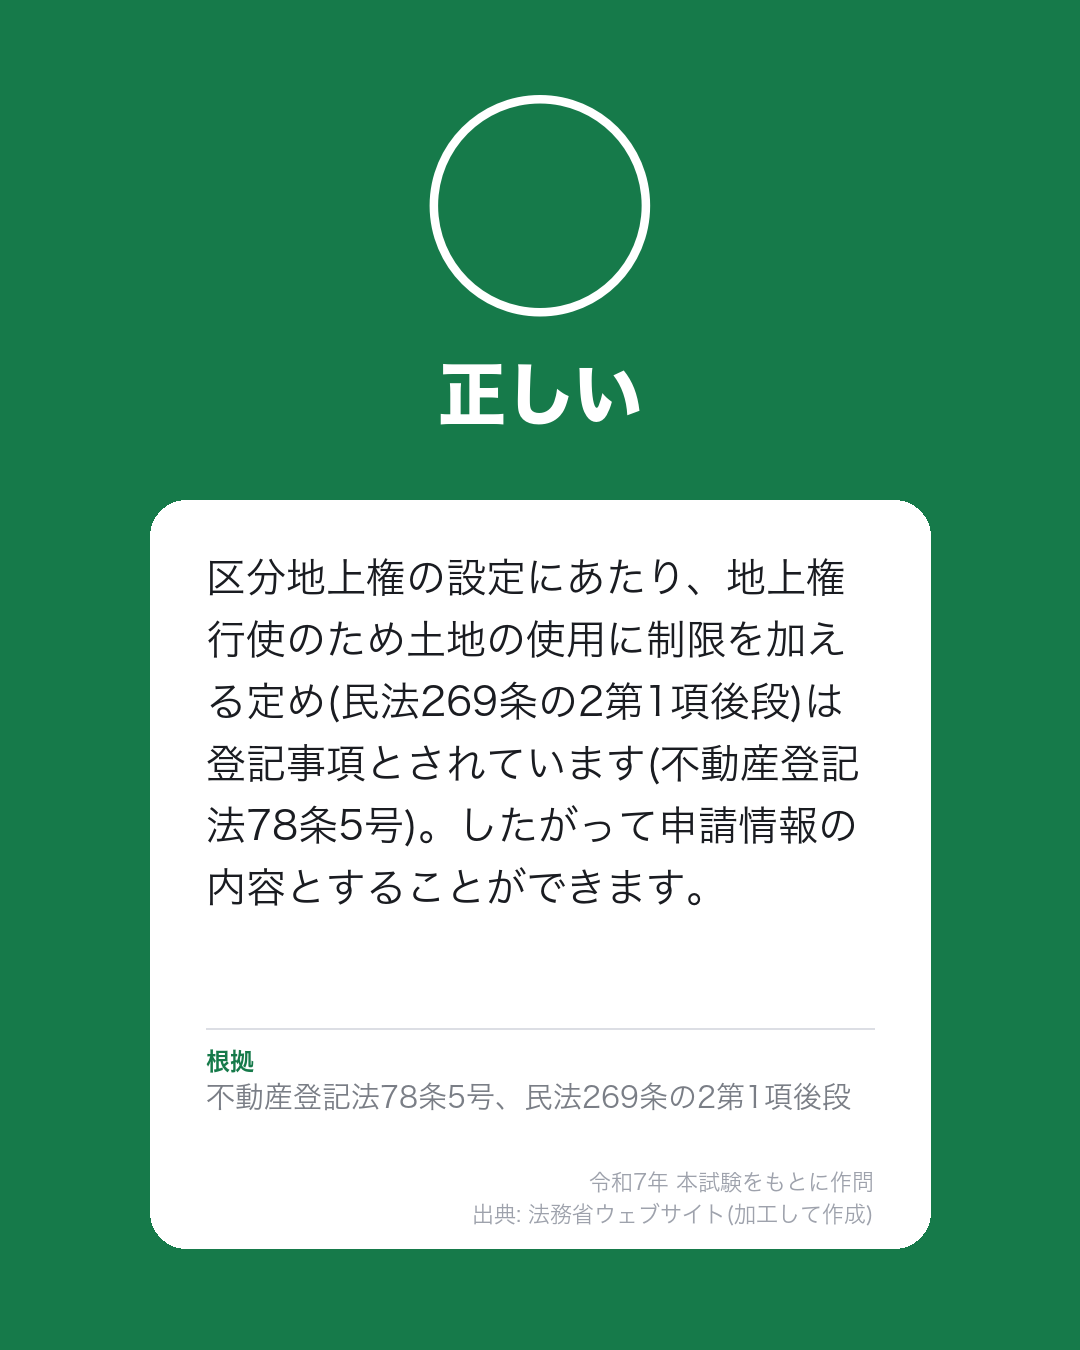 正しい
区分地上権の設定にあたり、地上権
行使のため土地の使用に制限を加え
る定め(民法269条の2第1項後段)は
登記事項とされています(不動産登記
法78条5号)。したがって申請情報の
内容とすることができます。
根拠
不動産登記法78条5号、民法269条の2第1項後段
令和7年 本試験をもとに作問
出典: 法務省ウェブサイト(加工して作成)